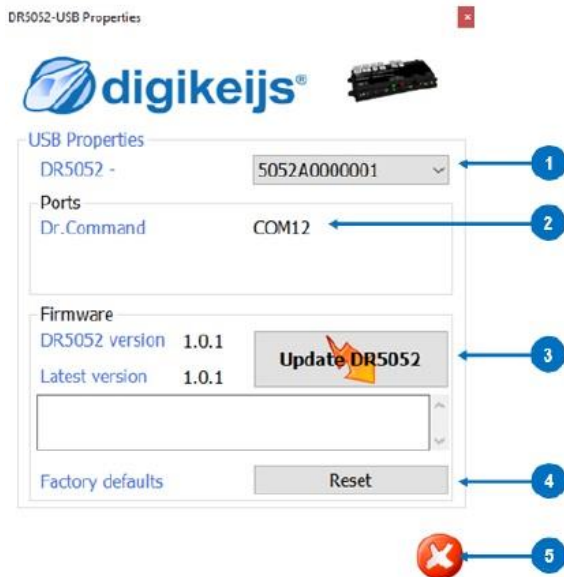 DR5052-USB Properties
digikeijs®
USB Properties
DR5052 - 5052A0000001
1
Ports
Dr.Command COM12
2
Firmware
DR5052 version 1.0.1
Update DR5052
3
Latest version 1.0.1
Factory defaults Reset
4
5